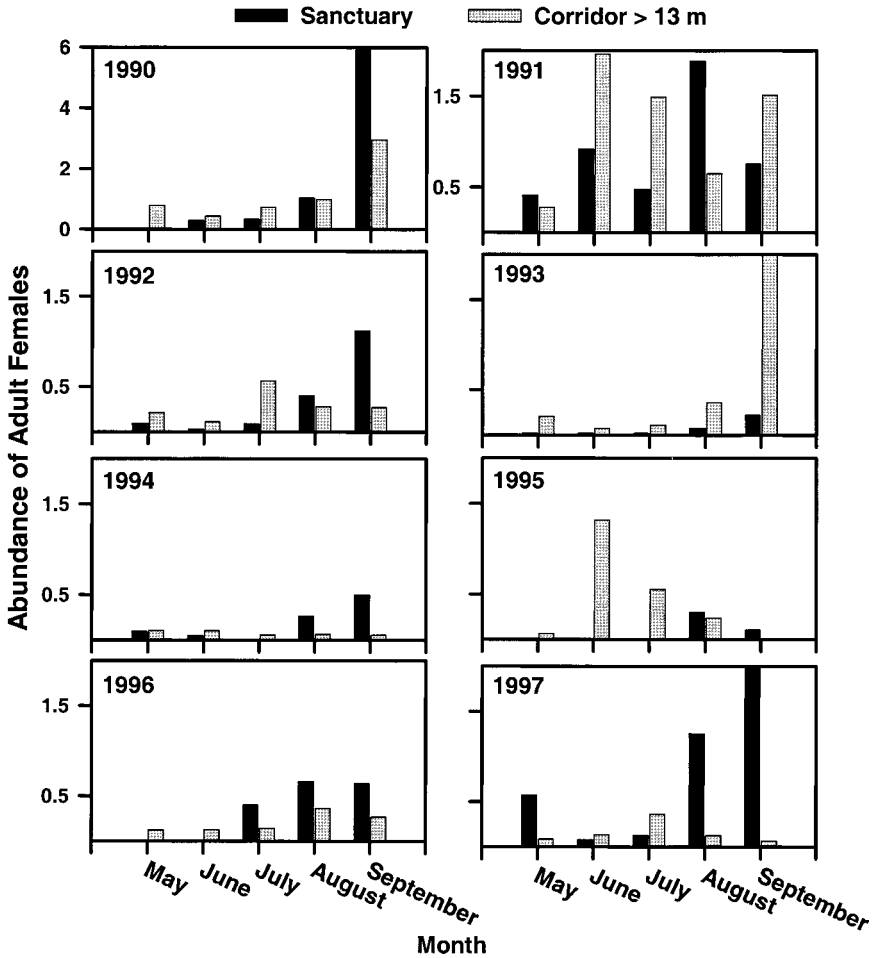 Sanctuary
Corridor > 13 m
Abundance of Adult Females
1990
6
4
2
0
1991
1.5
0.5
1992
1.5
0.5
1993
1994
1.5
0.5
1995
1996
1.5
0.5
1997
May
June
July
August
September
May
June
July
August
September
Month